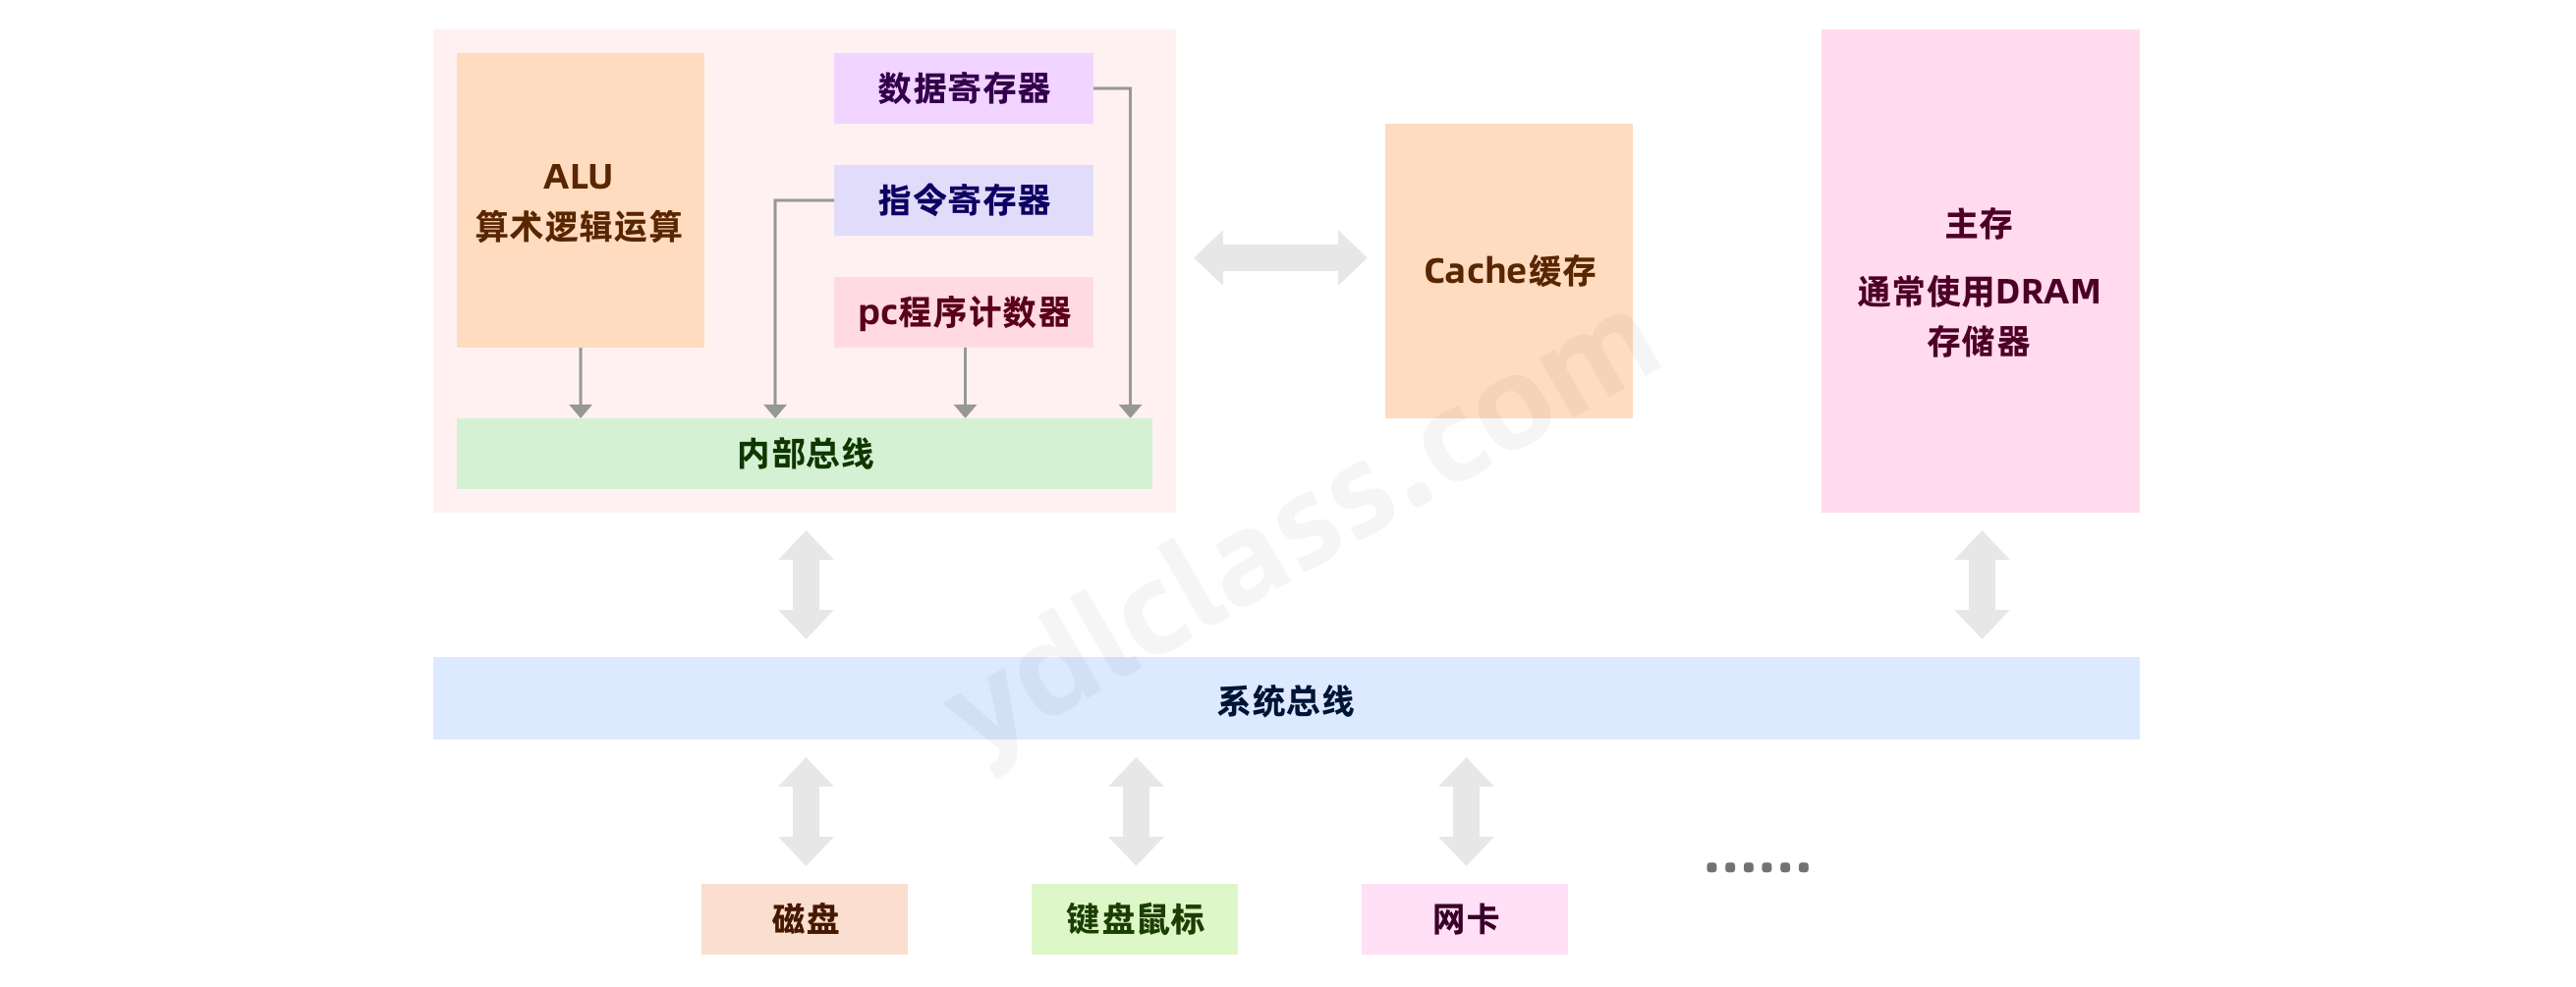 ALU
算术逻辑运算
数据寄存器
指令寄存器
pc程序计数器
内部总线
Cache缓存
主存
通常使用DRAM
存储器
系统总线
磁盘
键盘鼠标
网卡
......
ydlclass.com